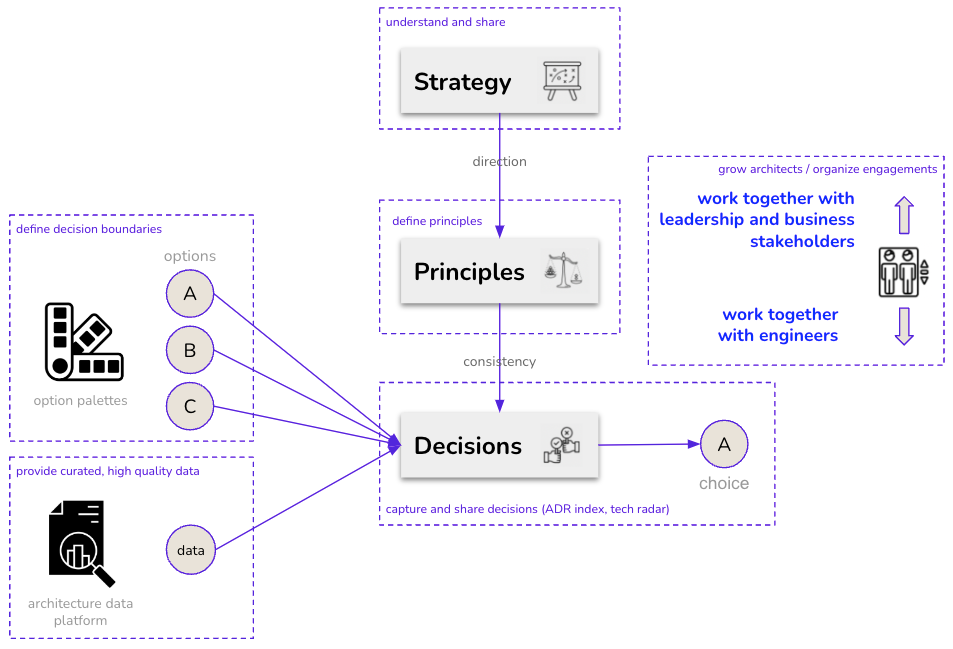 understand and share
Strategy
direction
grow architects / organize engagements
work together with
leadership and business
stakeholders
work together
with engineers
define principles
Principles
consistency
define decision boundaries
options
A
B
C
option palettes
Decisions
A
choice
capture and share decisions (ADR index, tech radar)
provide curated, high quality data
data
architecture data
platform